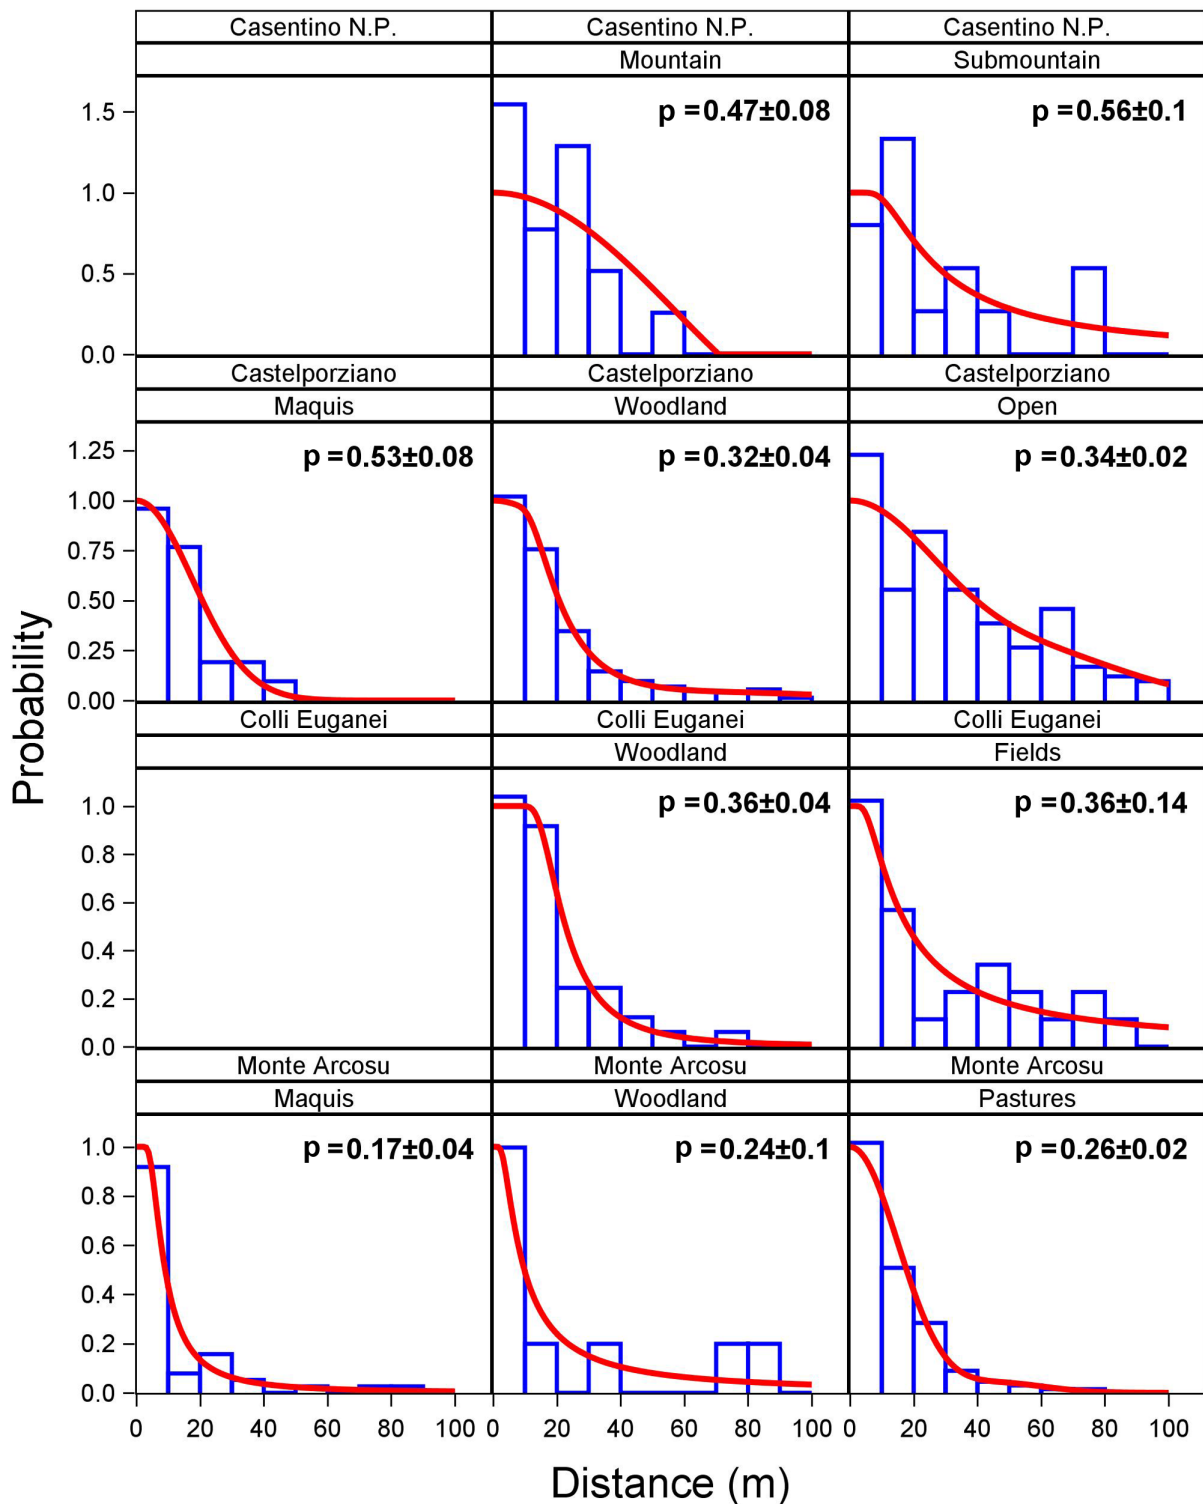 Casentino N.P. Casentino N.P. Casentino N.P.
Mountain Submountain
p =0.47±0.08 p =0.56±0.1
1.5
1.0
0.5
0.0
Castelporziano Castelporziano Castelporziano
Maquis Woodland Open
p =0.53±0.08 p =0.32±0.04 p =0.34±0.02
1.25
1.00
0.75
0.50
0.25
0.00
Colli Euganei Colli Euganei Colli Euganei
Woodland Fields
p =0.36±0.04 p =0.36±0.14
1.0
0.8
0.6
0.4
0.2
0.0
Monte Arcosu Monte Arcosu Monte Arcosu
Maquis Woodland Pastures
p =0.17±0.04 p =0.24±0.1 p =0.26±0.02
1.0
0.8
0.6
0.4
0.2
0.0
0 20 40 60 80 100 0 20 40 60 80 100 0 20 40 60 80 100
Probability
Distance (m)